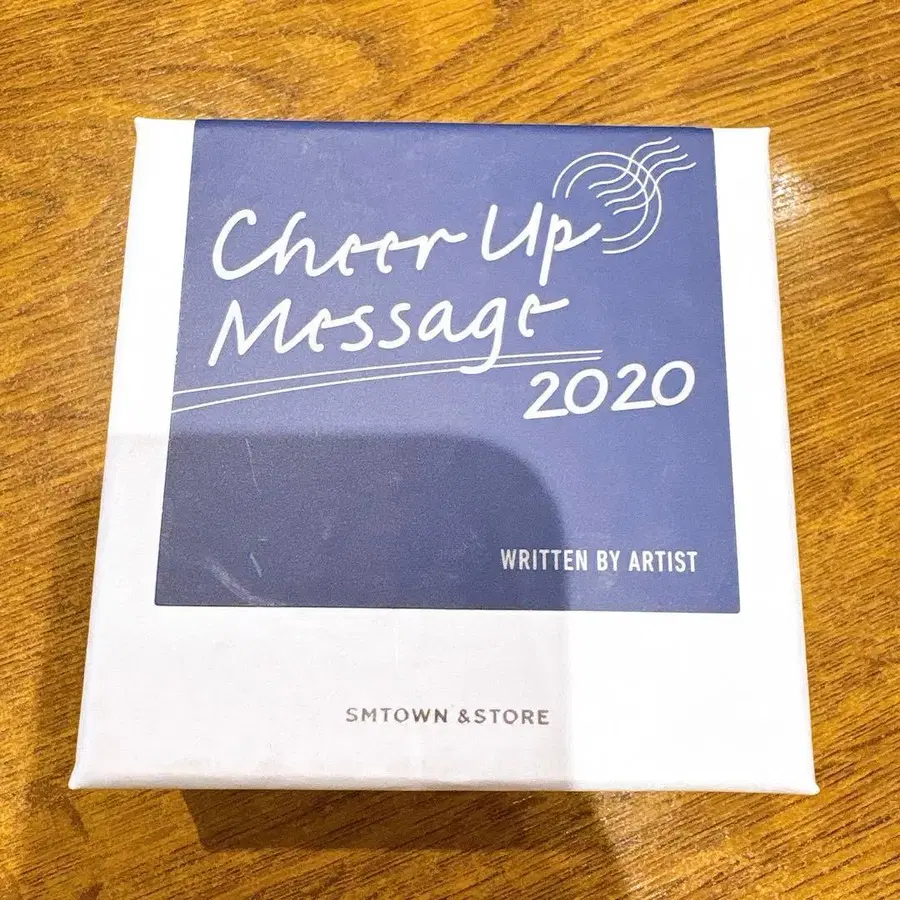 Cheer Up
Message
2020
WRITTEN BY ARTIST
SMTOWN &STORE